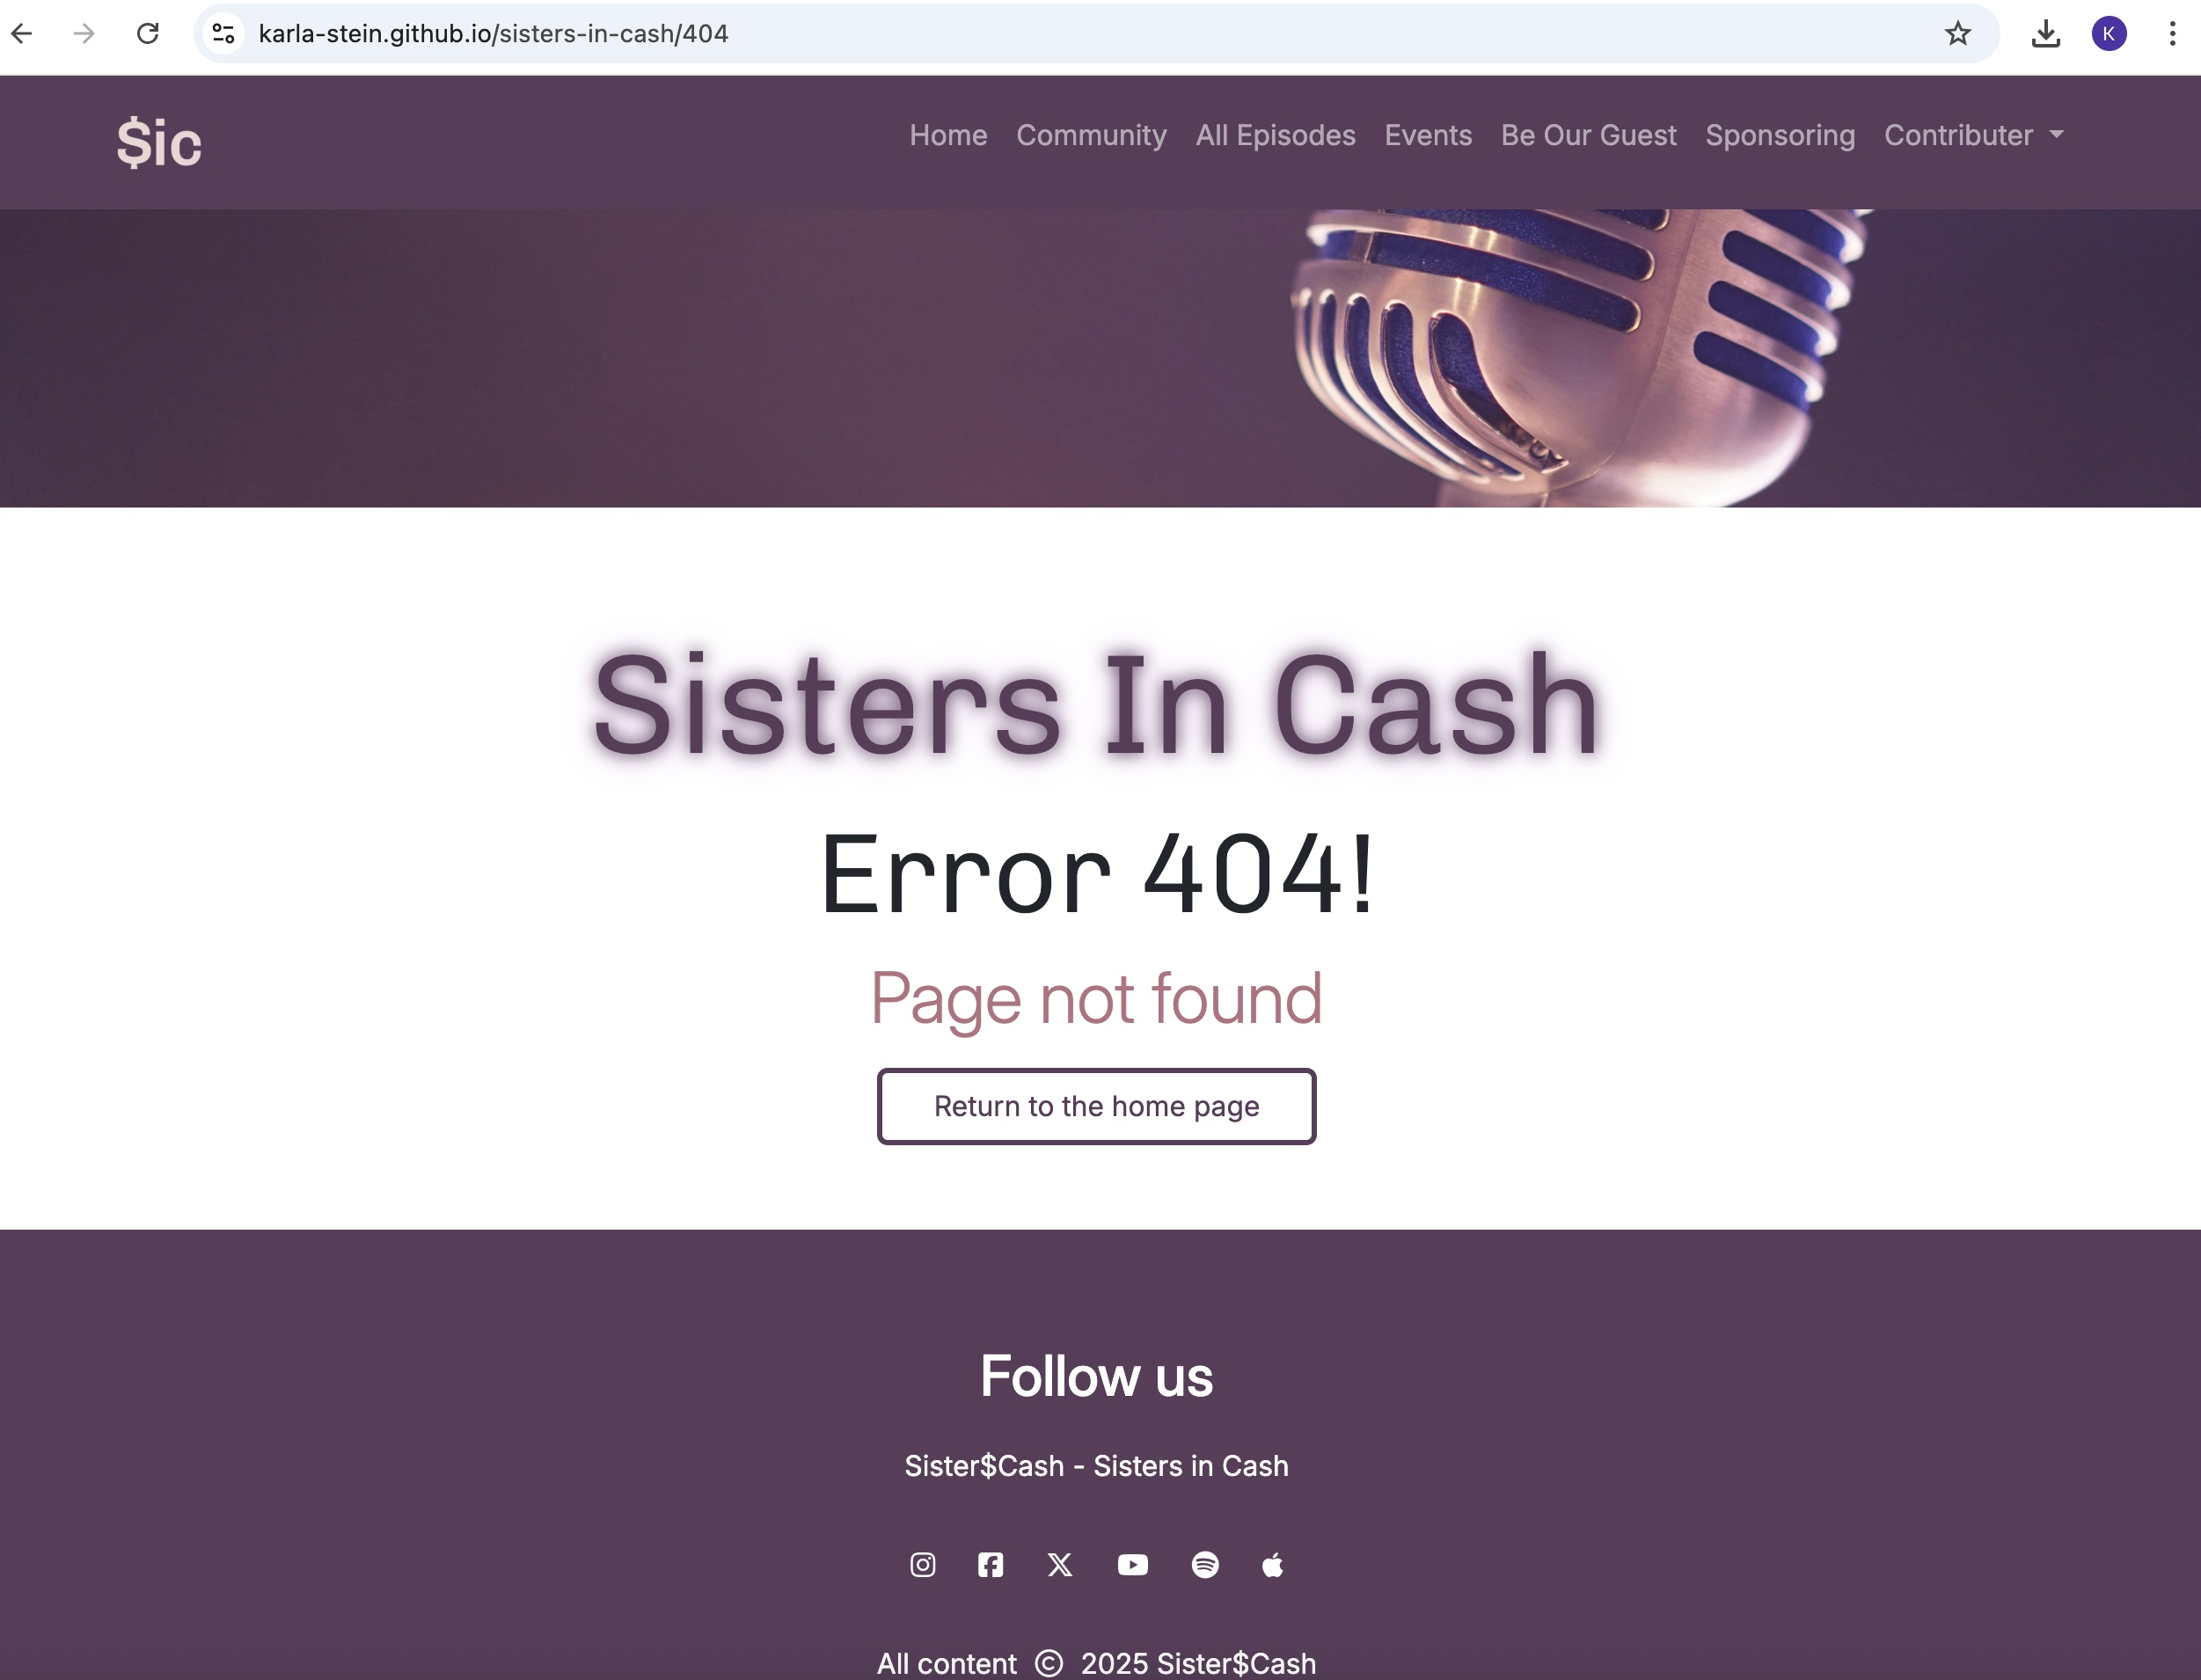 karla-stein.github.io/sisters-in-cash/404
K
$ic
Home Community All Episodes Events Be Our Guest Sponsoring Contributer
Sisters In Cash
Error 404!
Page not found
Return to the home page
Follow us
Sister$Cash - Sisters in Cash
All content © 2025 Sister$Cash